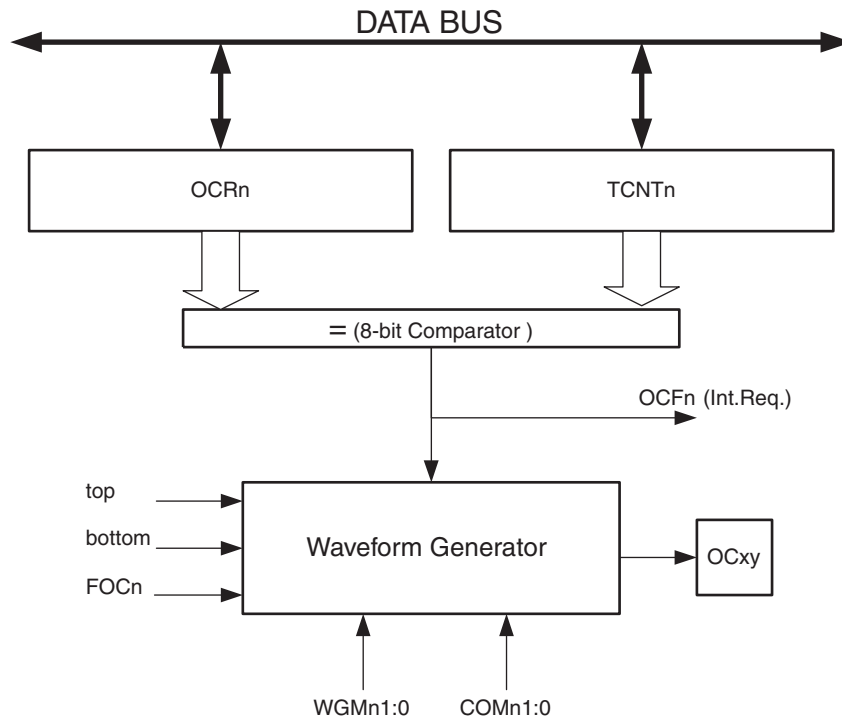 DATA BUS
OCRn
TCNTn
= (8-bit Comparator )
OCFn (Int.Req.)
top
bottom
FOCn
Waveform Generator
OCxy
WGMn1:0
COMn1:0